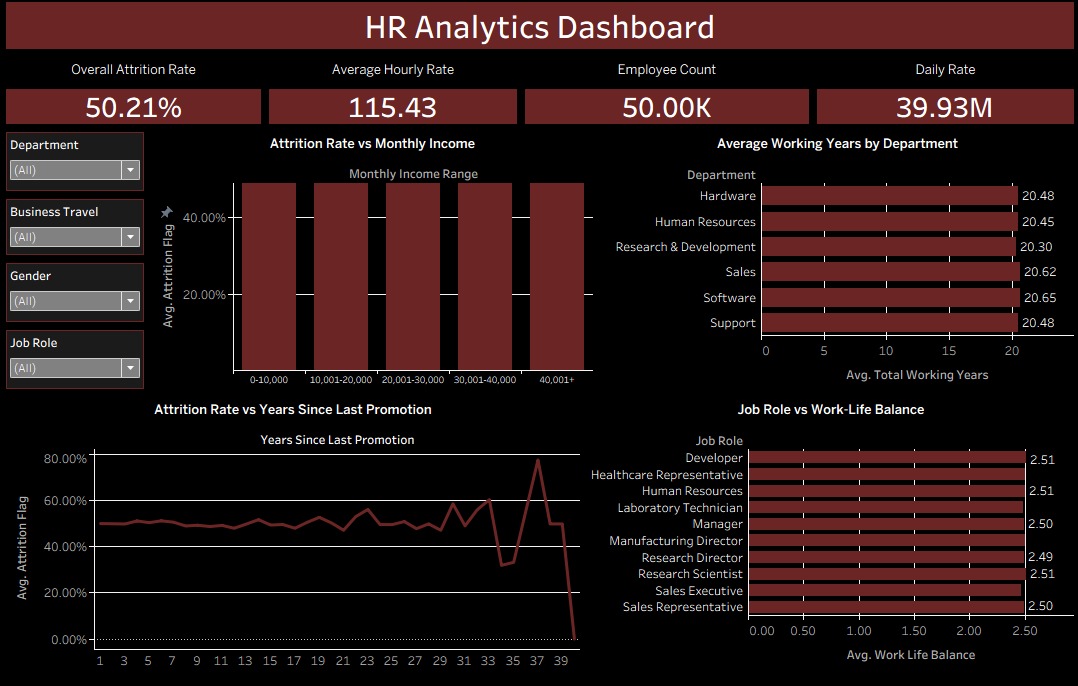 HR Analytics Dashboard
Overall Attrition Rate
50.21%
Average Hourly Rate
115.43
Employee Count
50.00K
Daily Rate
39.93M
Department
(All)
Business Travel
(All)
Gender
(All)
Job Role
(All)
Attrition Rate vs Monthly Income
Monthly Income Range
Avg. Attrition Flag
40.00%
20.00%
0-10,000 10,001-20,000 20,001-30,000 30,001-40,000 40,001+
Average Working Years by Department
Department
Hardware 20.48
Human Resources 20.45
Research & Development 20.30
Sales 20.62
Software 20.65
Support 20.48
0 5 10 15 20
Avg. Total Working Years
Attrition Rate vs Years Since Last Promotion
Years Since Last Promotion
Avg. Attrition Flag
80.00%
60.00%
40.00%
20.00%
0.00%
1 3 5 7 9 11 13 15 17 19 21 23 25 27 29 31 33 35 37 39
Job Role vs Work-Life Balance
Job Role
Developer 2.51
Healthcare Representative
Human Resources 2.51
Laboratory Technician
Manager 2.50
Manufacturing Director
Research Director 2.49
Research Scientist 2.51
Sales Executive
Sales Representative 2.50
0.00 0.50 1.00 1.50 2.00 2.50
Avg. Work Life Balance